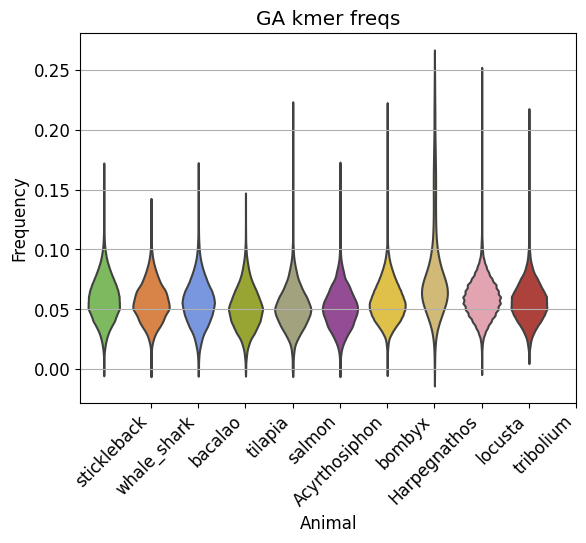 GA kmer freqs
Frequency
0.25
0.20
0.15
0.10
0.05
0.00
stickleback
whale_shark
bacalao
tilapia
salmon
Acyrthosiphon
bombyx
Harpegnathos
locusta
tribolium
Animal